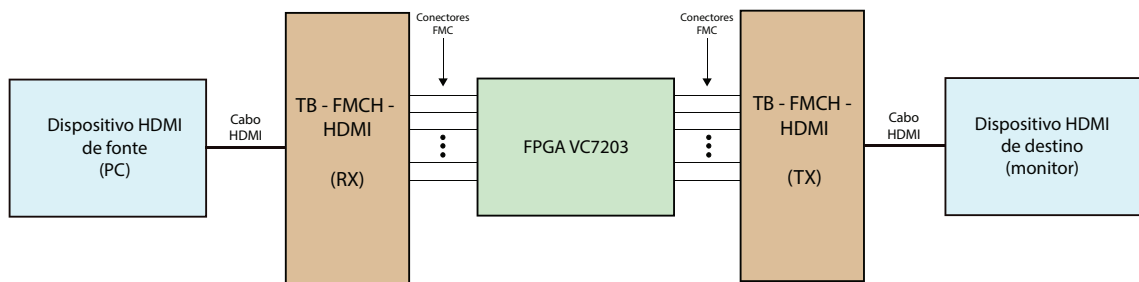 Dispositivo HDMI
de fonte
(PC)
Cabo
HDMI
TB - FMCH -
HDMI
(RX)
Conectores
FMC
FPGA VC7203
Conectores
FMC
TB - FMCH -
HDMI
(TX)
Cabo
HDMI
Dispositivo HDMI
de destino
(monitor)